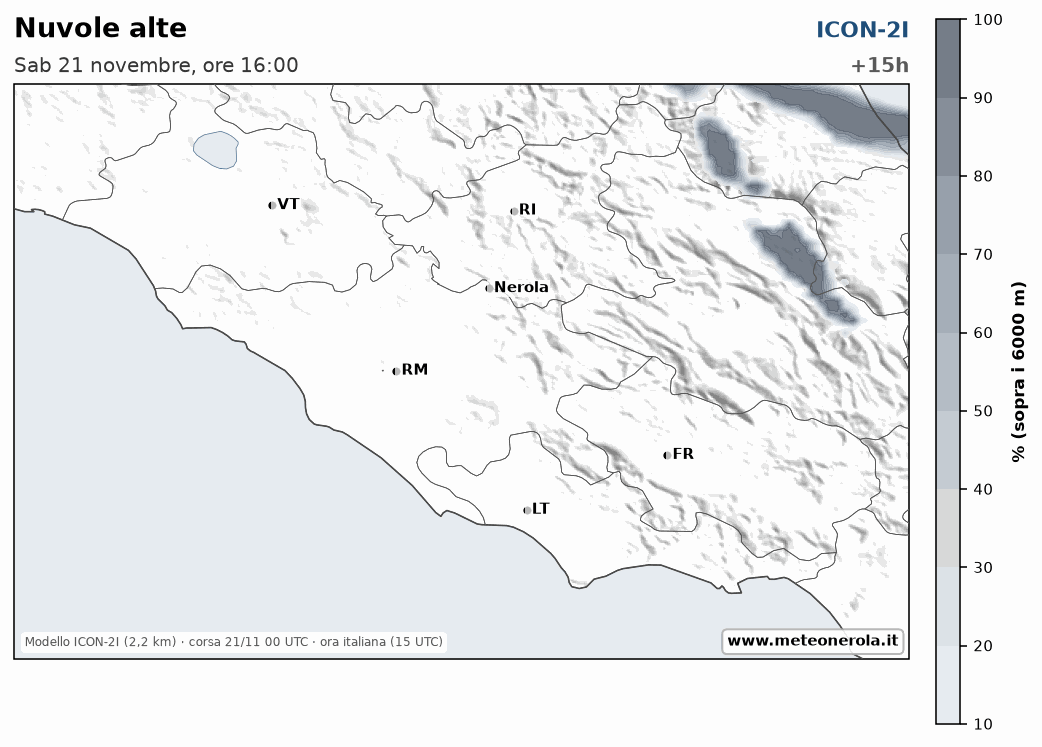 Nuvole alte
ICON-2I
Sab 21 novembre, ore 16:00
+15h
100
90
80
70
60
50
40
30
20
10
% (sopra i 6000 m)
VT
RI
Nerola
RM
FR
LT
Modello ICON-2I (2,2 km) · corsa 21/11 00 UTC · ora italiana (15 UTC)
www.meteonerola.it